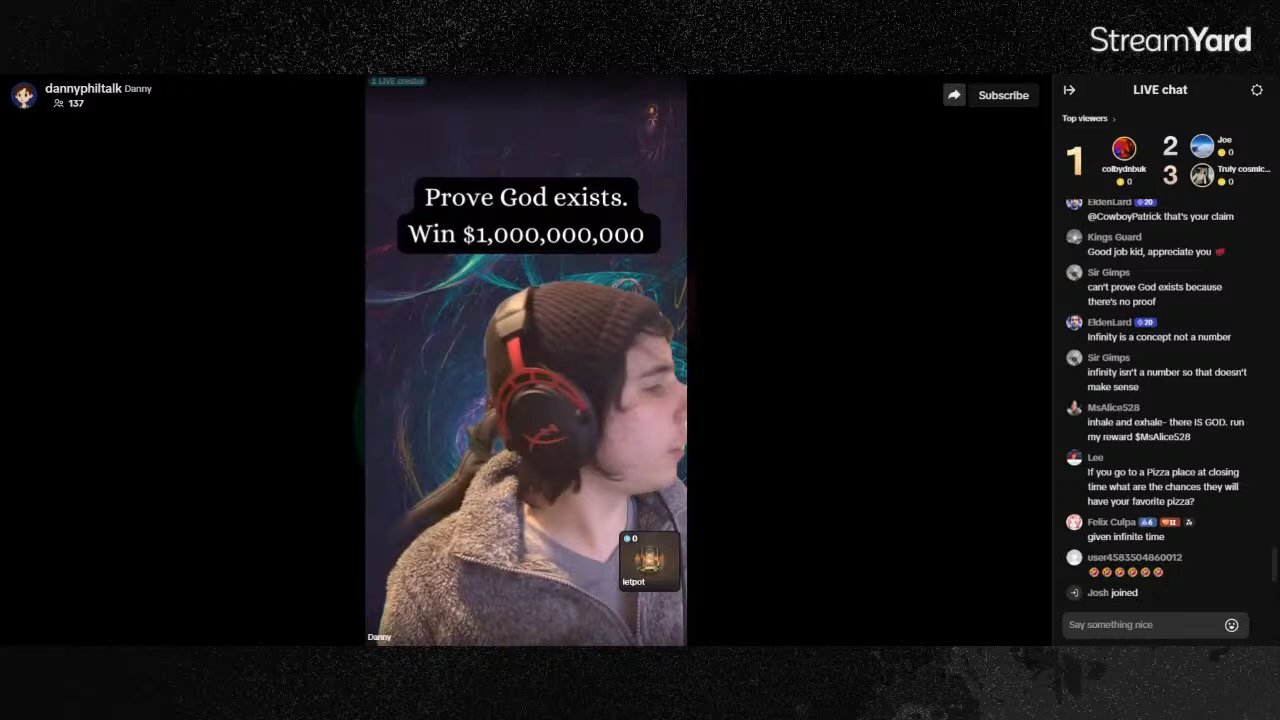 StreamYard
dannyphiltalk Danny
137
Subscribe
LIVE chat
LIVE creator
Top viewers
1
colbydnbuk
0
2
Joe
0
3
Truly cosmic...
0
Prove God exists.
Win $1,000,000,000
EldenLard 20
@CowboyPatrick that's your claim
Kings Guard
Good job kid, appreciate you 💯
Sir Gimps
can't prove God exists because
there's no proof
EldenLard 20
Infinity is a concept not a number
Sir Gimps
infinity isn't a number so that doesn't
make sense
MsAlice528
inhale and exhale- there IS GOD. run
my reward $MsAlice528
Lee
If you go to a Pizza place at closing
time what are the chances they will
have your favorite pizza?
Felix Culpa 6 II
given infinite time
user4583504860012
Josh joined
Say something nice
0
letpot
Danny